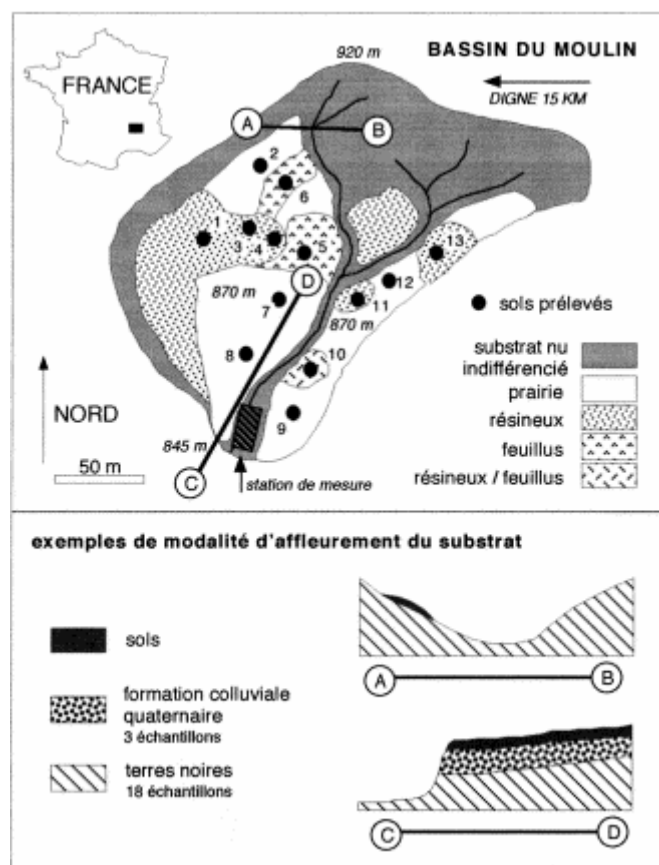 920 m
BASSIN DU MOULIN
FRANCE
DIGNE 15 KM
A
B
2
6
1
3
4
5
13
D
870 m
12
7
11
sols prélevés
870 m
8
10
substrat nu
indifférencié
prairie
NORD
9
résineux
845 m
feuillus
50 m
C
station de mesure
résineux / feuillus
exemples de modalité d'affleurement du substrat
sols
A
B
formation colluviale
quaternaire
3 échantillons
terres noires
18 échantillons
C
D